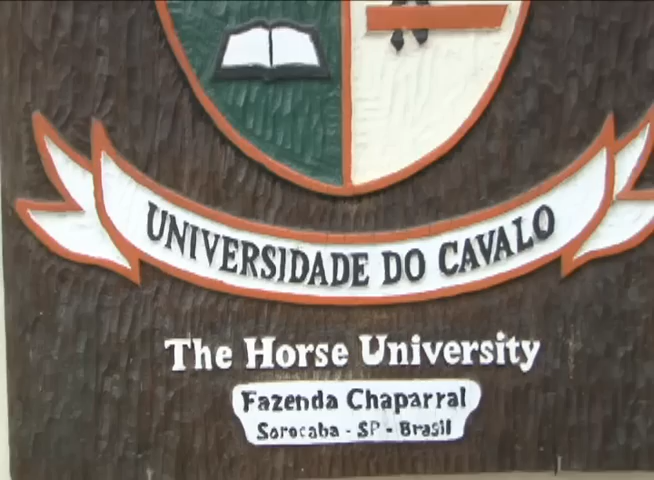 UNIVERSIDADE DO CAVALO
The Horse University
Fazenda Chaparral
Sorocaba - SP - Brasil